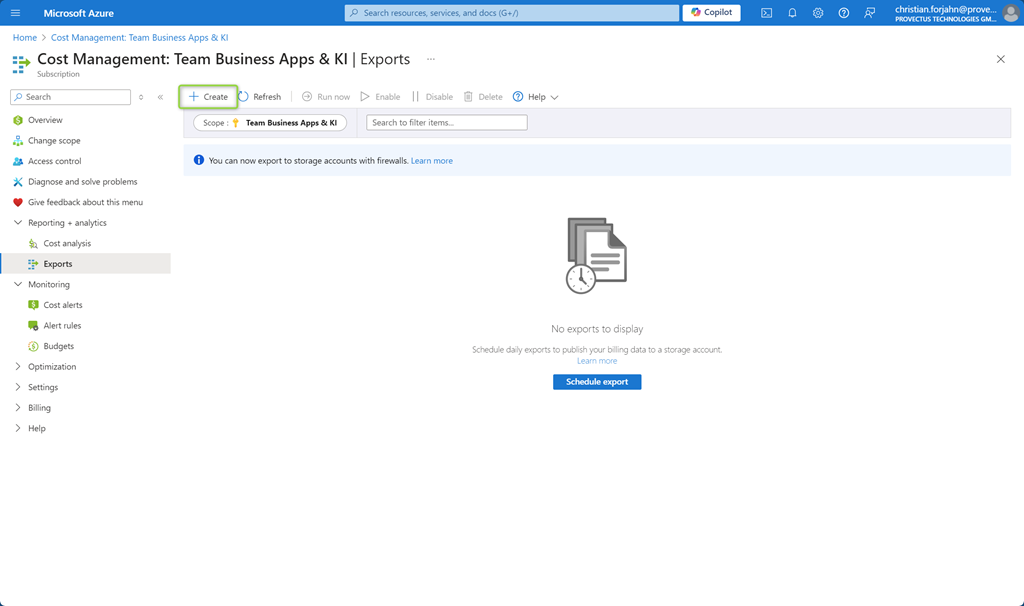 Microsoft Azure
Search resources, services, and docs (G+/)
Copilot
christian.forjahn@prove...
PROVECTUS TECHNOLOGIES GM...
Home > Cost Management: Team Business Apps & KI
Cost Management: Team Business Apps & KI | Exports ...
Subscription
Search
Create Refresh Run now Enable Disable Delete Help
Scope : Team Business Apps & KI
Search to filter items...
You can now export to storage accounts with firewalls. Learn more
Overview
Change scope
Access control
Diagnose and solve problems
Give feedback about this menu
Reporting + analytics
Cost analysis
Exports
Monitoring
Cost alerts
Alert rules
Budgets
Optimization
Settings
Billing
Help
No exports to display
Schedule daily exports to publish your billing data to a storage account.
Learn more
Schedule export